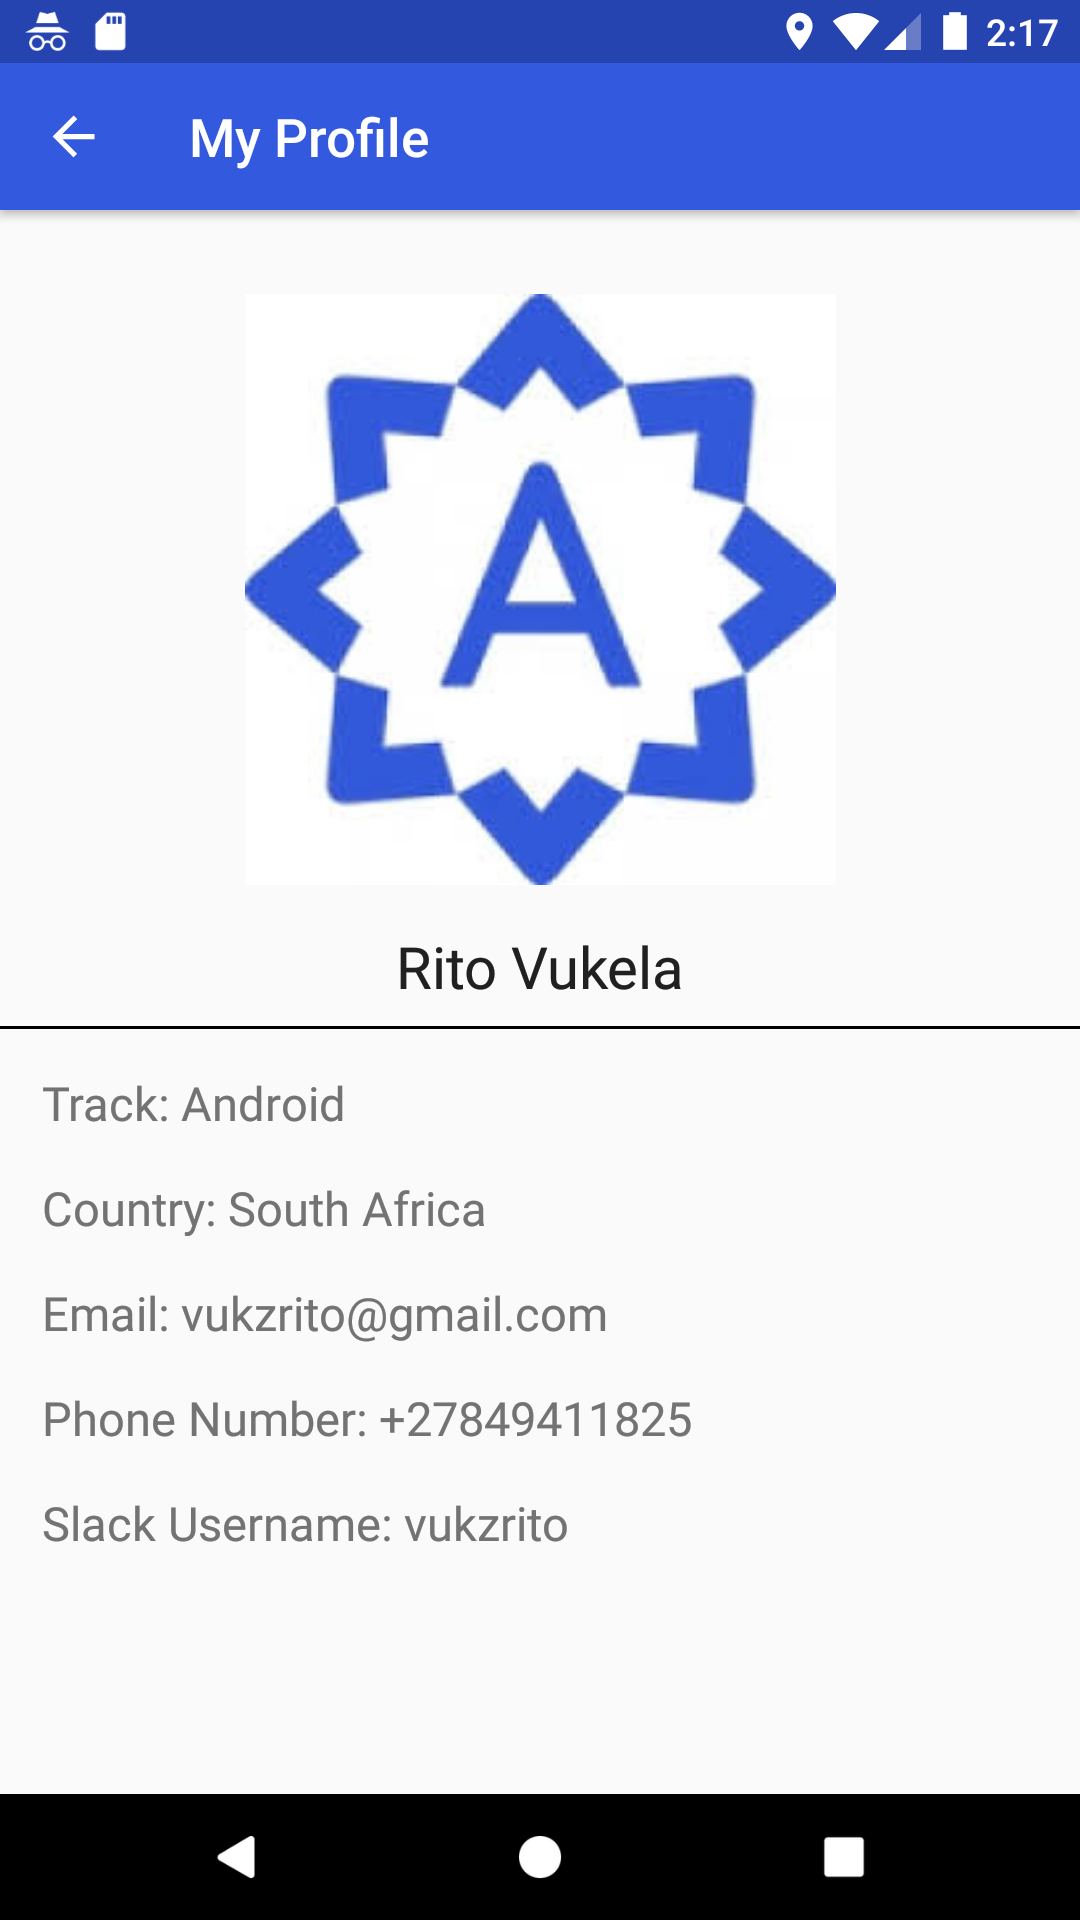 2:17
My Profile
A
Rito Vukela
Track: Android
Country: South Africa
Email: vukzrito@gmail.com
Phone Number: +27849411825
Slack Username: vukzrito